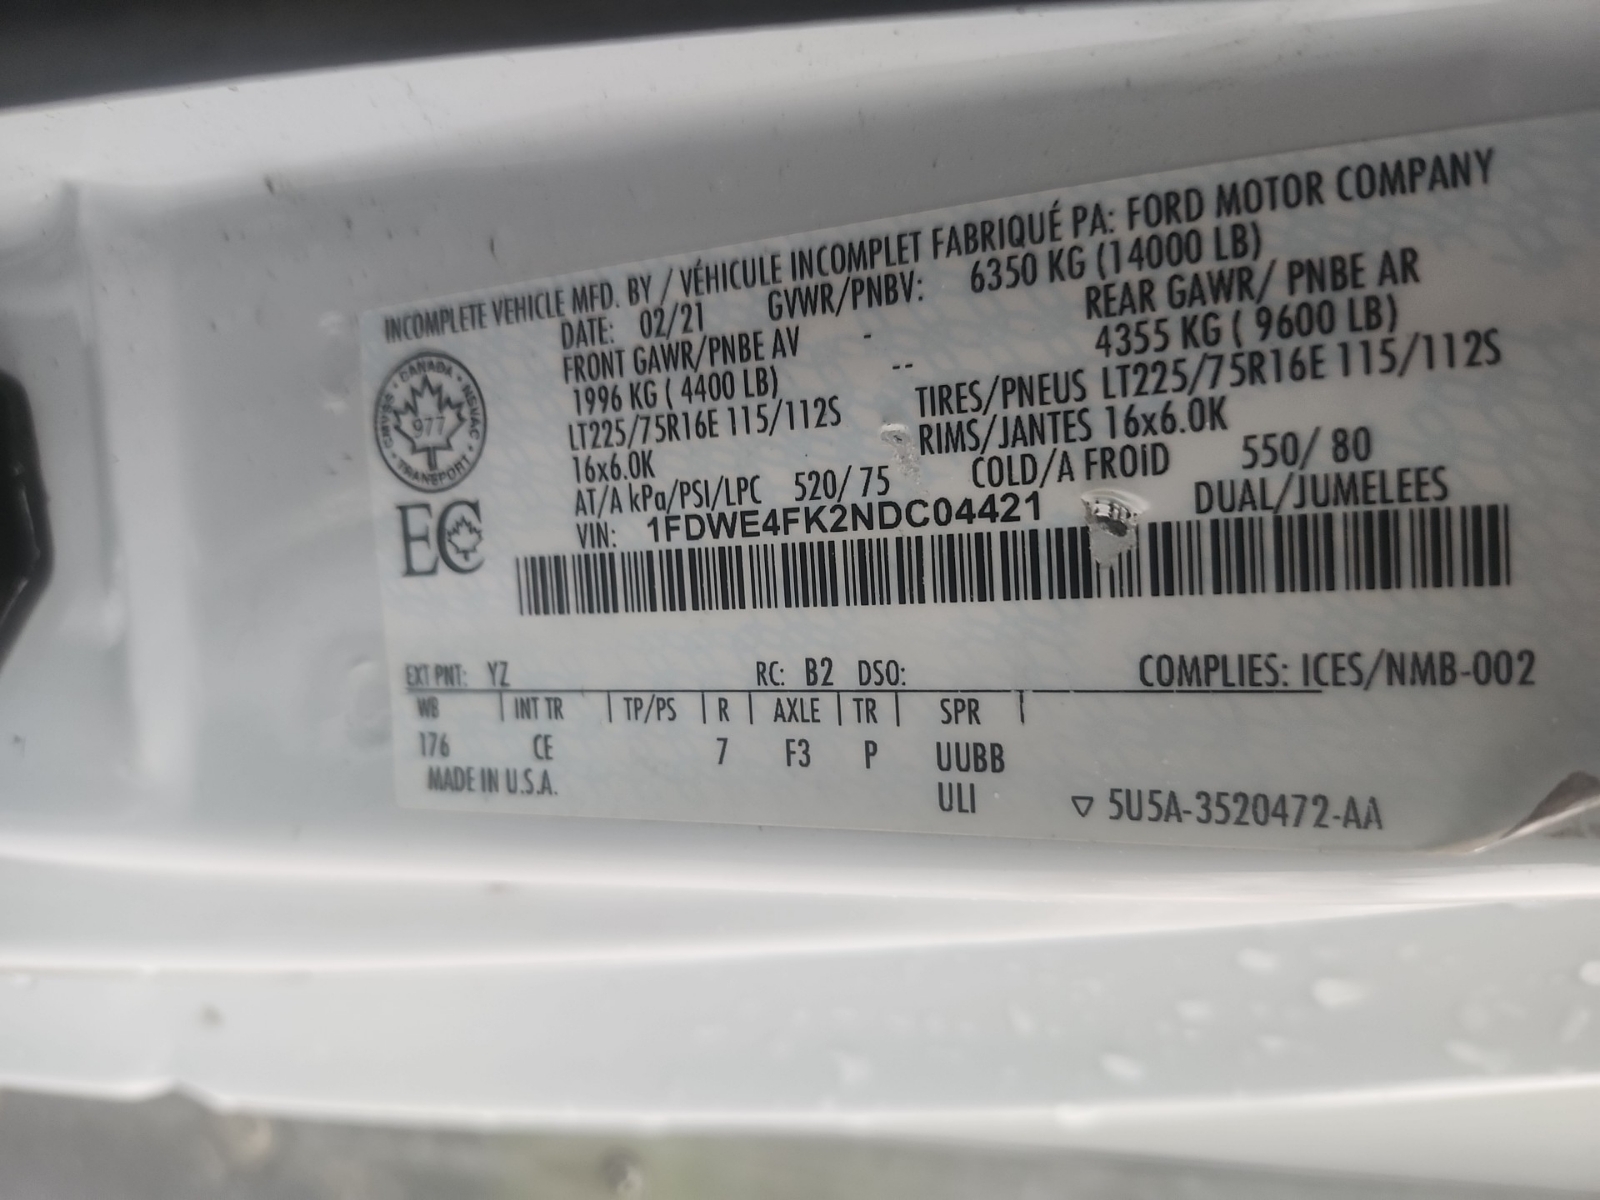 INCOMPLETE VEHICLE MFD. BY / VÉHICULE INCOMPLET FABRIQUÉ PA: FORD MOTOR COMPANY
DATE: 02/21 GVWR/PNBV: 6350 KG (14000 LB)
FRONT GAWR/PNBE AV - REAR GAWR/ PNBE AR
1996 KG ( 4400 LB) -- 4355 KG ( 9600 LB)
LT225/75R16E 115/112S TIRES/PNEUS LT225/75R16E 115/112S
16x6.0K RIMS/JANTES 16x6.0K
AT/A kPa/PSI/LPC 520/ 75 COLD/A FROID 550/ 80
VIN: 1FDWE4FK2NDC04421 DUAL/JUMELEES
CANADA
NSVAC
977
TRANSPORT
CMVSS
EC
EXT PNT: YZ RC: B2 DSO: COMPLIES: ICES/NMB-002
WB | INT TR | TP/PS | R | AXLE | TR | SPR |
176 CE 7 F3 P UUBB
MADE IN U.S.A. ULI ▽ 5U5A-3520472-AA